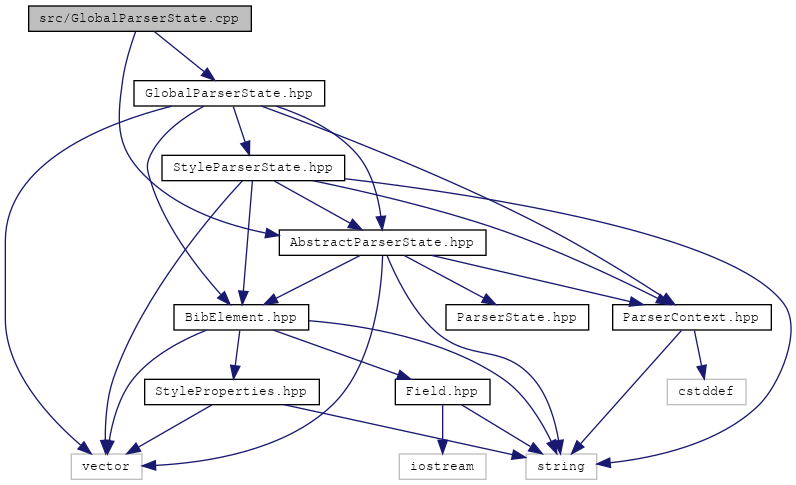 src/GlobalParserState.cpp
GlobalParserState.hpp
StyleParserState.hpp
AbstractParserState.hpp
BibElement.hpp
ParserState.hpp
ParserContext.hpp
StyleProperties.hpp
Field.hpp
cstddef
vector
iostream
string